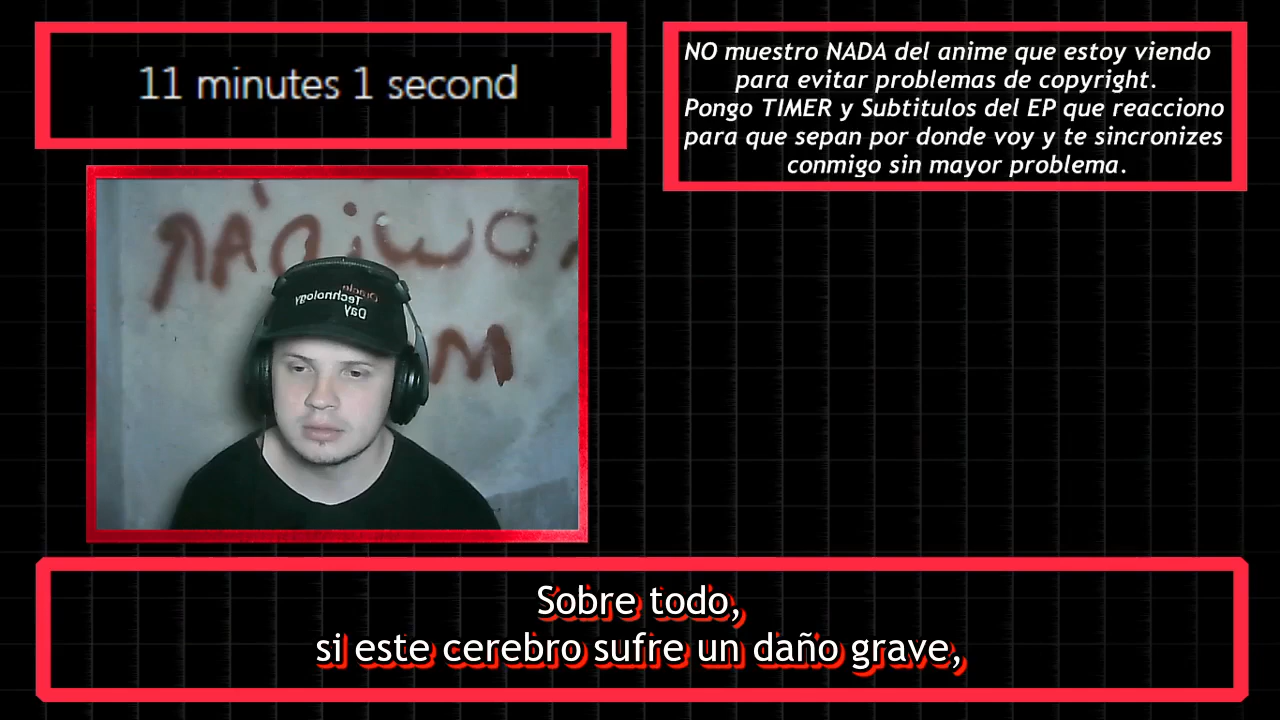 11 minutes 1 second
NO muestro NADA del anime que estoy viendo
para evitar problemas de copyright.
Pongo TIMER y Subtitulos del EP que reacciono
para que sepan por donde voy y te sincronizes
conmigo sin mayor problema.
Oracle
Technology
Day
Sobre todo,
si este cerebro sufre un daño grave,